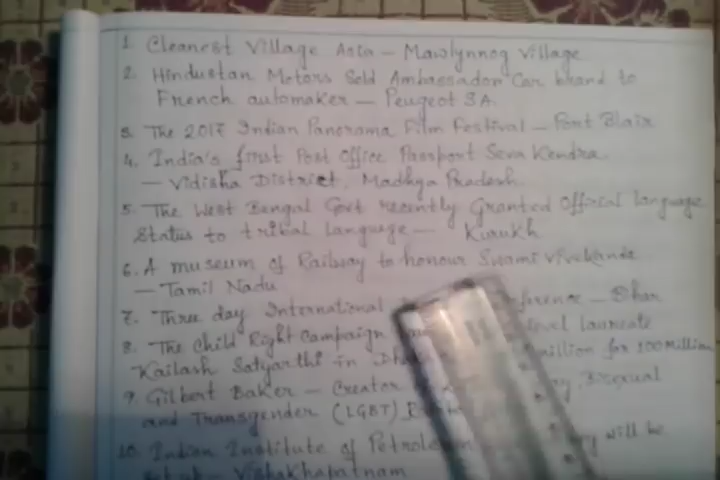 1. Cleanest Village Asia - Mawlynnog Village
2. Hindustan Motors Sold Ambassador Car brand to
French automaker - Peugeot SA.
3. The 2017 Indian Panorama Film Festival - Port Blair
4. India's first Post Office Passport Seva Kendra
- Vidisha District, Madhya Pradesh
5. The West Bengal Govt recently Granted Official language
Status to tribal language - Kurukh
6. A museum of Railway to honour Swami Vivekanda
- Tamil Nadu
7. Three day International - Bihar
8. The Child Right Campaign laureate
Kailash Satyarthi in million for 100 Million
9. Gilbert Baker - Creator Bisexual
and Transgender (LGBT)
10. Indian Institute of will be
- Vishakhapatnam